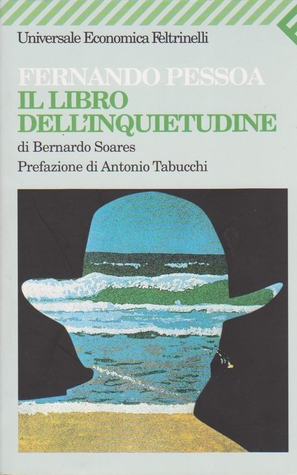 Universale Economica Feltrinelli
FERNANDO PESSOA
IL LIBRO
DELL'INQUIETUDINE
di Bernardo Soares
Prefazione di Antonio Tabucchi